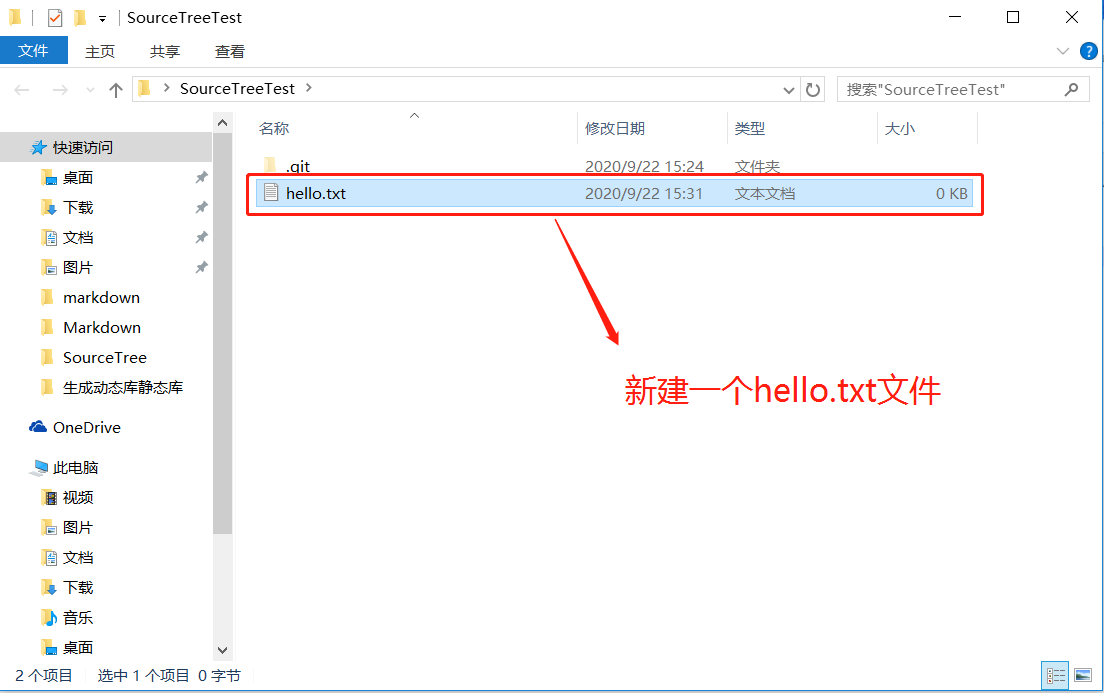 SourceTreeTest
文件 主页 共享 查看
SourceTreeTest 搜索"SourceTreeTest"
名称 修改日期 类型 大小
快速访问
桌面
下载
文档
图片
markdown
Markdown
SourceTree
生成动态库静态库
OneDrive
此电脑
视频
图片
文档
下载
音乐
桌面
.git 2020/9/22 15:24 文件夹
hello.txt 2020/9/22 15:31 文本文档 0 KB
新建一个hello.txt文件
2 个项目 选中 1 个项目 0 字节